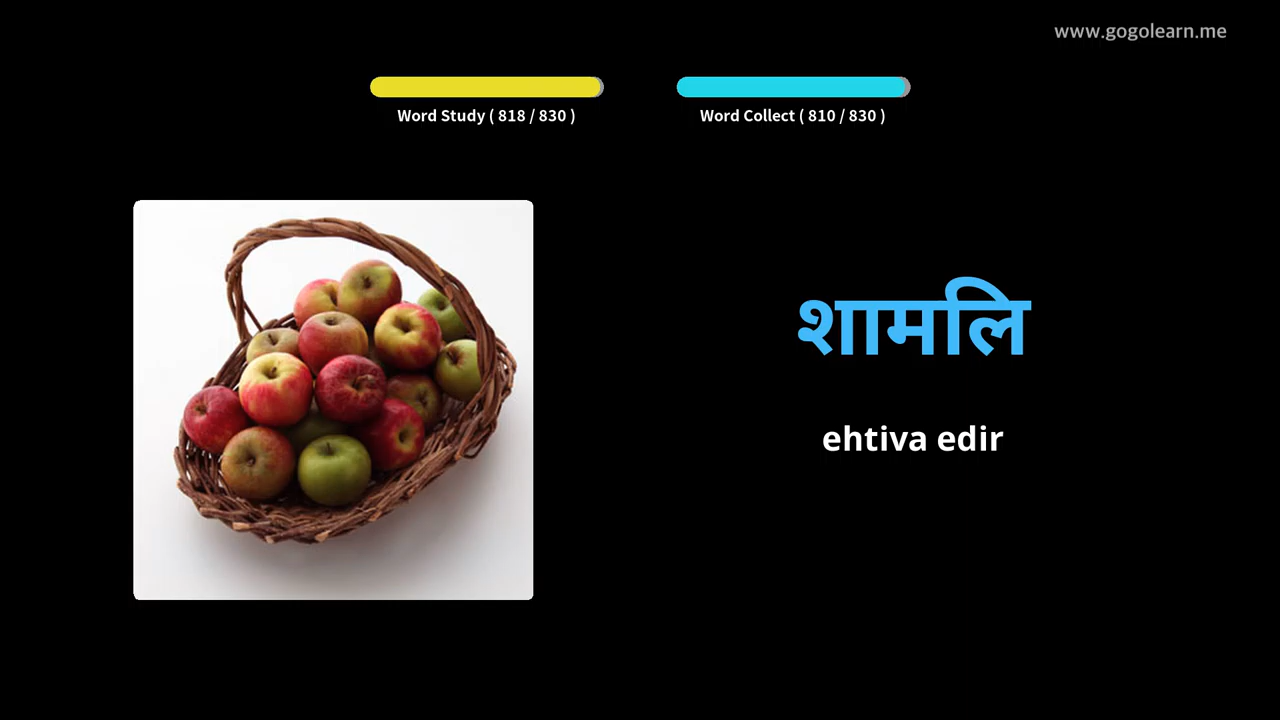 www.gogolearn.me
Word Study ( 818 / 830 )
Word Collect ( 810 / 830 )
शामलि
ehtiva edir